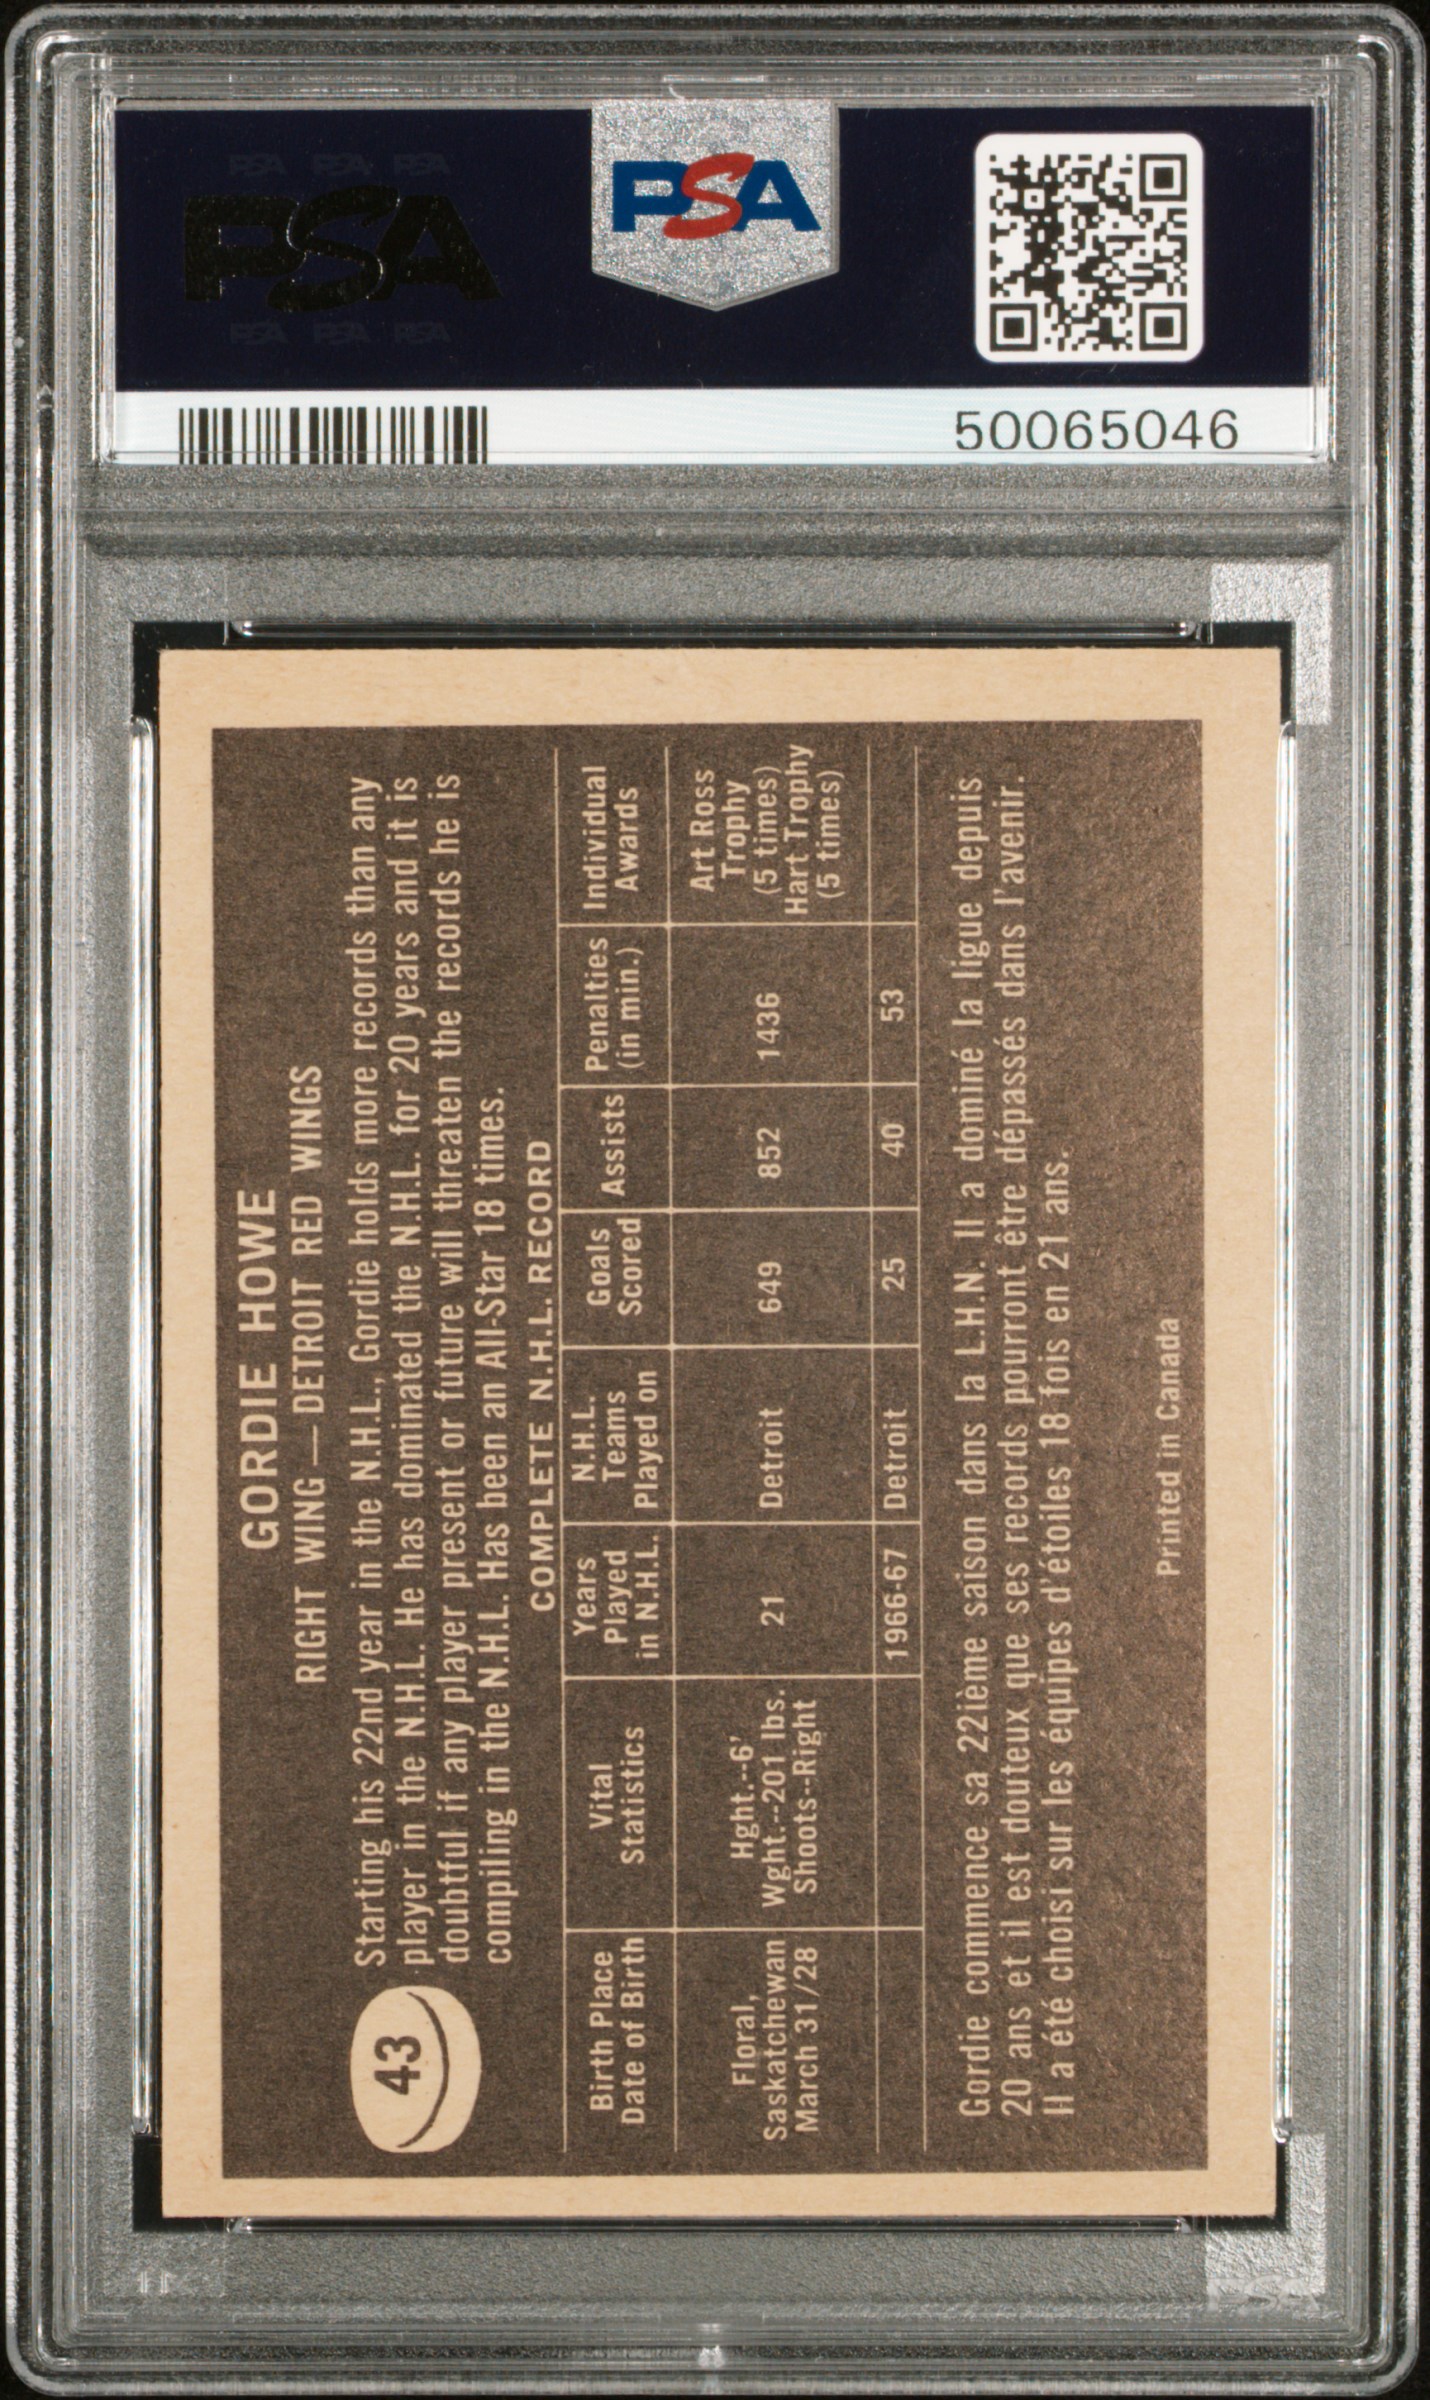 PSA PSA PSA
PSA
PSA PSA PSA
PSA
50065046
GORDIE HOWE
RIGHT WING — DETROIT RED WINGS
43
Starting his 22nd year in the N.H.L., Gordie holds more records than any
player in the N.H.L. He has dominated the N.H.L. for 20 years and it is
doubtful if any player present or future will threaten the records he is
compiling in the N.H.L. Has been an All-Star 18 times.
COMPLETE N.H.L. RECORD
Birth Place
Date of Birth
Vital
Statistics
Years
Played
in N.H.L.
N.H.L.
Teams
Played on
Goals
Scored
Assists
Penalties
(in min.)
Individual
Awards
Floral,
Saskatchewan
March 31/28
Hght.--6'
Wght.--201 lbs.
Shoots--Right
21
Detroit
649
852
1436
Art Ross
Trophy
(5 times)
Hart Trophy
(5 times)
1966-67
Detroit
25
40
53
Gordie commence sa 22ième saison dans la L.H.N. Il a dominé la ligue depuis
20 ans et il est douteux que ses records pourront être dépassés dans l'avenir.
Il a été choisi sur les équipes d'étoiles 18 fois en 21 ans.
Printed in Canada
PSA